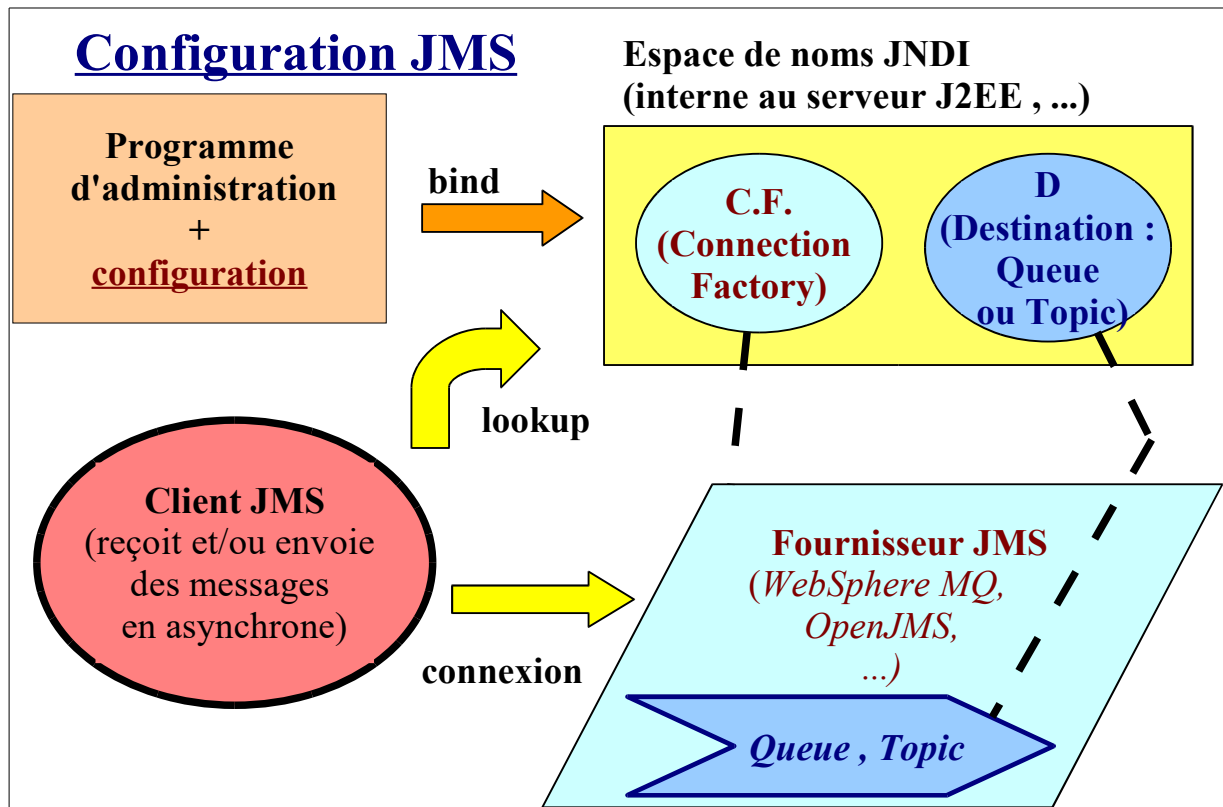 Configuration JMS
Espace de noms JNDI
(interne au serveur J2EE , ...)
Programme
d'administration
+
configuration
bind
C.F.
(Connection
Factory)
D
(Destination :
Queue
ou Topic)
lookup
Client JMS
(reçoit et/ou envoie
des messages
en asynchrone)
connexion
Fournisseur JMS
(WebSphere MQ,
OpenJMS,
...)
Queue , Topic